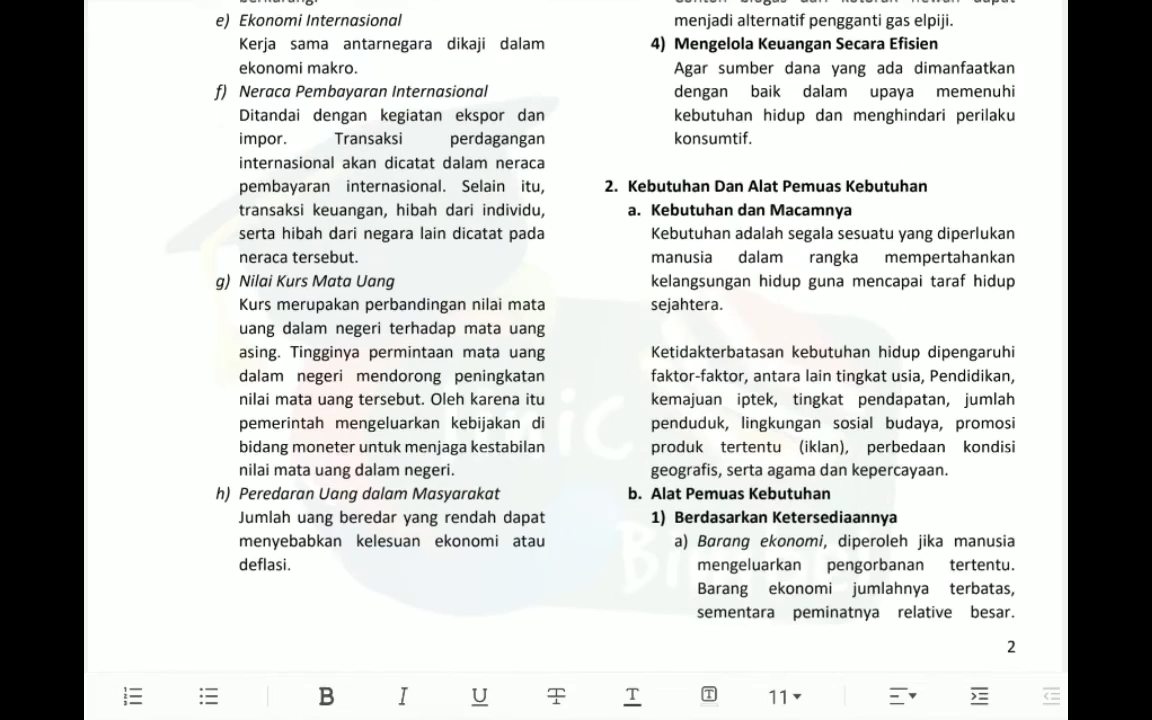 e) Ekonomi Internasional
Kerja sama antarnegara dikaji dalam
ekonomi makro.
f) Neraca Pembayaran Internasional
Ditandai dengan kegiatan ekspor dan
impor. Transaksi perdagangan
internasional akan dicatat dalam neraca
pembayaran internasional. Selain itu,
transaksi keuangan, hibah dari individu,
serta hibah dari negara lain dicatat pada
neraca tersebut.
g) Nilai Kurs Mata Uang
Kurs merupakan perbandingan nilai mata
uang dalam negeri terhadap mata uang
asing. Tingginya permintaan mata uang
dalam negeri mendorong peningkatan
nilai mata uang tersebut. Oleh karena itu
pemerintah mengeluarkan kebijakan di
bidang moneter untuk menjaga kestabilan
nilai mata uang dalam negeri.
h) Peredaran Uang dalam Masyarakat
Jumlah uang beredar yang rendah dapat
menyebabkan kelesuan ekonomi atau
deflasi.
menjadi alternatif pengganti gas elpiji.
4) Mengelola Keuangan Secara Efisien
Agar sumber dana yang ada dimanfaatkan
dengan baik dalam upaya memenuhi
kebutuhan hidup dan menghindari perilaku
konsumtif.
2. Kebutuhan Dan Alat Pemuas Kebutuhan
a. Kebutuhan dan Macamnya
Kebutuhan adalah segala sesuatu yang diperlukan
manusia dalam rangka mempertahankan
kelangsungan hidup guna mencapai taraf hidup
sejahtera.
Ketidakterbatasan kebutuhan hidup dipengaruhi
faktor-faktor, antara lain tingkat usia, Pendidikan,
kemajuan iptek, tingkat pendapatan, jumlah
penduduk, lingkungan sosial budaya, promosi
produk tertentu (iklan), perbedaan kondisi
geografis, serta agama dan kepercayaan.
b. Alat Pemuas Kebutuhan
1) Berdasarkan Ketersediaannya
a) Barang ekonomi, diperoleh jika manusia
mengeluarkan pengorbanan tertentu.
Barang ekonomi jumlahnya terbatas,
sementara peminatnya relative besar.
2
B I U T T T 11